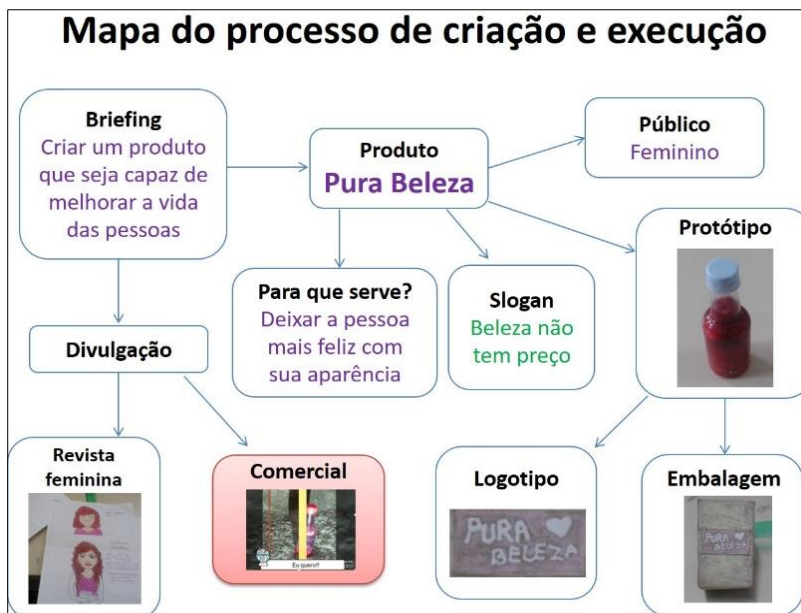 Mapa do processo de criação e execução
Briefing
Criar um produto
que seja capaz de
melhorar a vida
das pessoas
Produto
Pura Beleza
Público
Feminino
Protótipo
Para que serve?
Deixar a pessoa
mais feliz com
sua aparência
Slogan
Beleza não
tem preço
Divulgação
Revista
feminina
Comercial
Eu quero!!
Logotipo
PURA
BELEZA
Embalagem
PURA
BELEZA